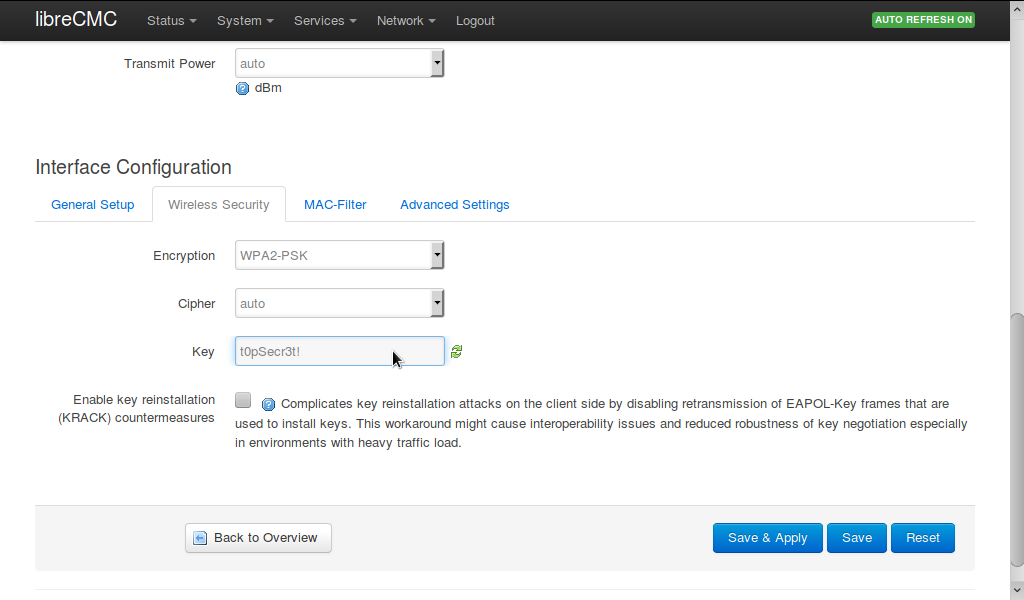 libreCMC Status System Services Network Logout AUTO REFRESH ON
Transmit Power auto
dBm
Interface Configuration
General Setup Wireless Security MAC-Filter Advanced Settings
Encryption WPA2-PSK
Cipher auto
Key t0pSecr3t!
Enable key reinstallation
(KRACK) countermeasures
Complicates key reinstallation attacks on the client side by disabling retransmission of EAPOL-Key frames that are
used to install keys. This workaround might cause interoperability issues and reduced robustness of key negotiation especially
in environments with heavy traffic load.
Back to Overview Save & Apply Save Reset